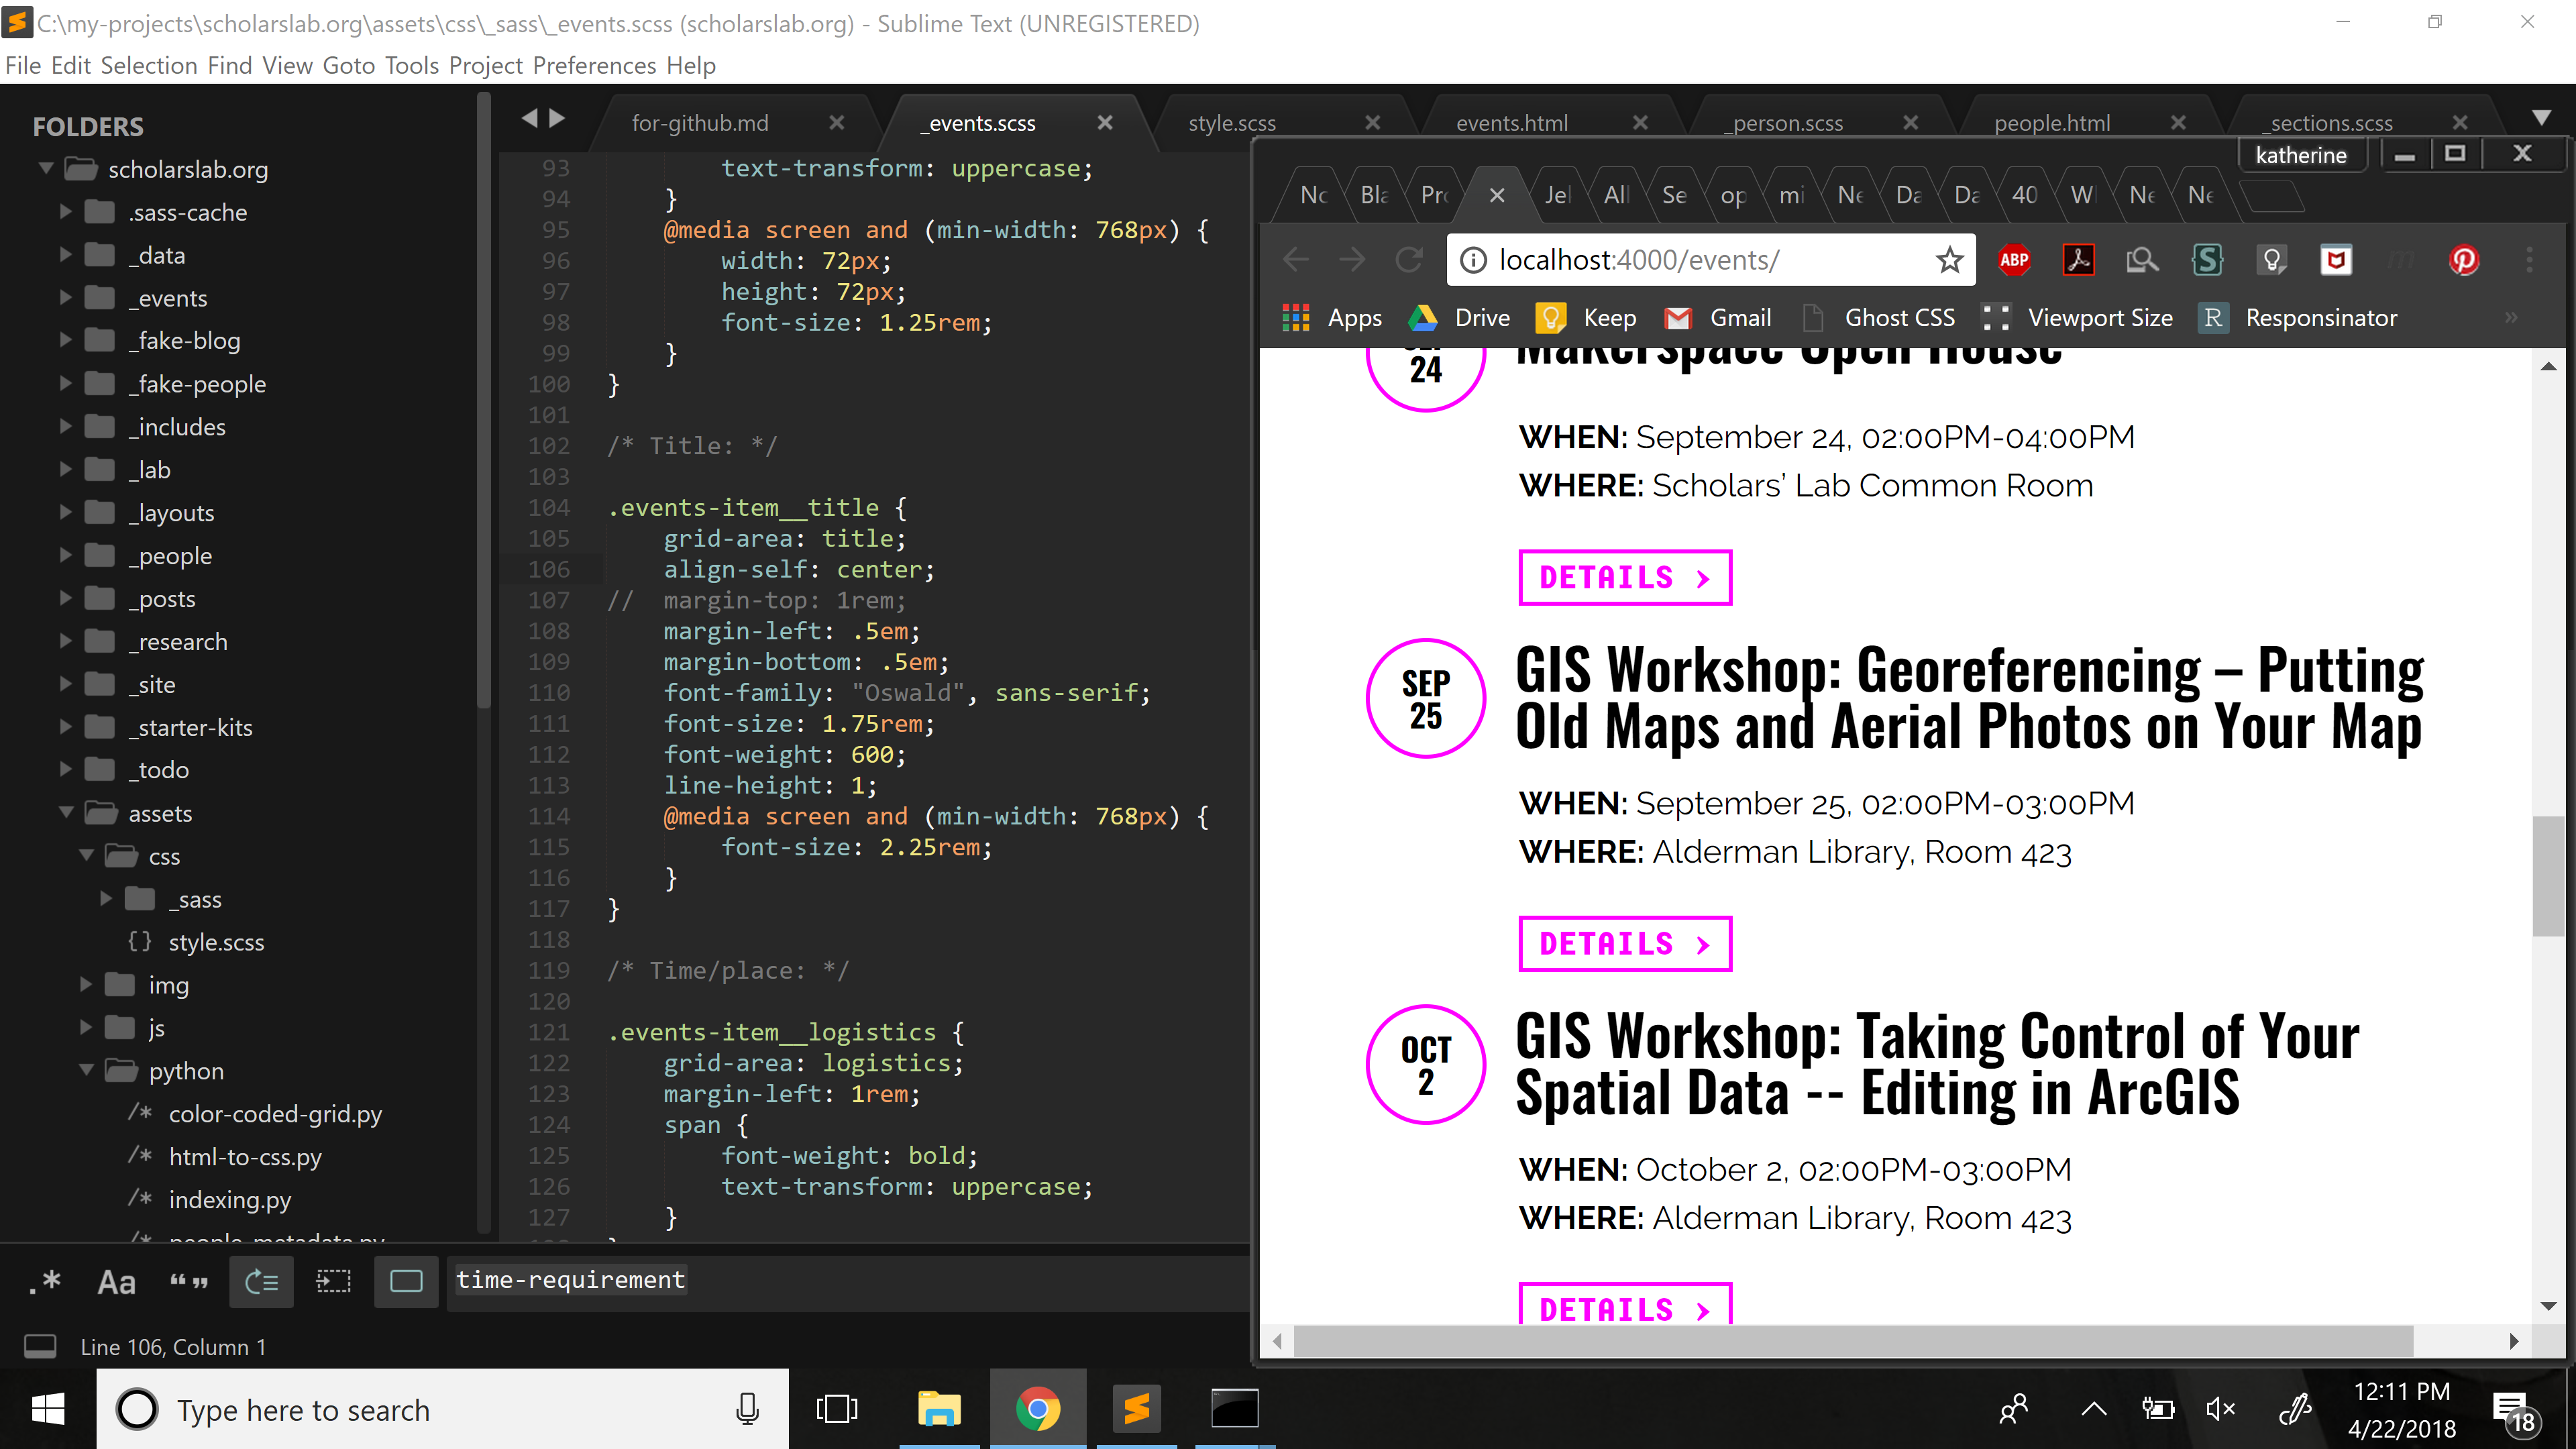 C:\my-projects\scholarslab.org\assets\css\_sass\_events.scss (scholarslab.org) - Sublime Text (UNREGISTERED)
File Edit Selection Find View Goto Tools Project Preferences Help
FOLDERS
scholarslab.org
.sass-cache
_data
_events
_fake-blog
_fake-people
_includes
_lab
_layouts
_people
_posts
_research
_site
_starter-kits
_todo
assets
css
_sass
{} style.scss
img
js
python
/* color-coded-grid.py
/* html-to-css.py
/* indexing.py
/* people-metadata.py
for-github.md
_events.scss
style.scss
events.html
_person.scss
people.html
_sections.scss
93 text-transform: uppercase;
94 }
95 @media screen and (min-width: 768px) {
96 width: 72px;
97 height: 72px;
98 font-size: 1.25rem;
99 }
100 }
101
102 /* Title: */
103
104 .events-item__title {
105 grid-area: title;
106 align-self: center;
107 // margin-top: 1rem;
108 margin-left: .5em;
109 margin-bottom: .5em;
110 font-family: "Oswald", sans-serif;
111 font-size: 1.75rem;
112 font-weight: 600;
113 line-height: 1;
114 @media screen and (min-width: 768px) {
115 font-size: 2.25rem;
116 }
117 }
118
119 /* Time/place: */
120
121 .events-item__logistics {
122 grid-area: logistics;
123 margin-left: 1rem;
124 span {
125 font-weight: bold;
126 text-transform: uppercase;
127 }
.* Aa “” time-requirement
Line 106, Column 1
katherine
No Bla Pro Jel All Se op mi Ne Da Da 40 W Ne Ne
localhost:4000/events/
ABP
Apps Drive Keep Gmail Ghost CSS Viewport Size R Responsinator »
24
Makerspace Open House
WHEN: September 24, 02:00PM-04:00PM
WHERE: Scholars’ Lab Common Room
DETAILS ›
SEP
25
GIS Workshop: Georeferencing – Putting
Old Maps and Aerial Photos on Your Map
WHEN: September 25, 02:00PM-03:00PM
WHERE: Alderman Library, Room 423
DETAILS ›
OCT
2
GIS Workshop: Taking Control of Your
Spatial Data -- Editing in ArcGIS
WHEN: October 2, 02:00PM-03:00PM
WHERE: Alderman Library, Room 423
DETAILS ›
Type here to search
12:11 PM
4/22/2018
18